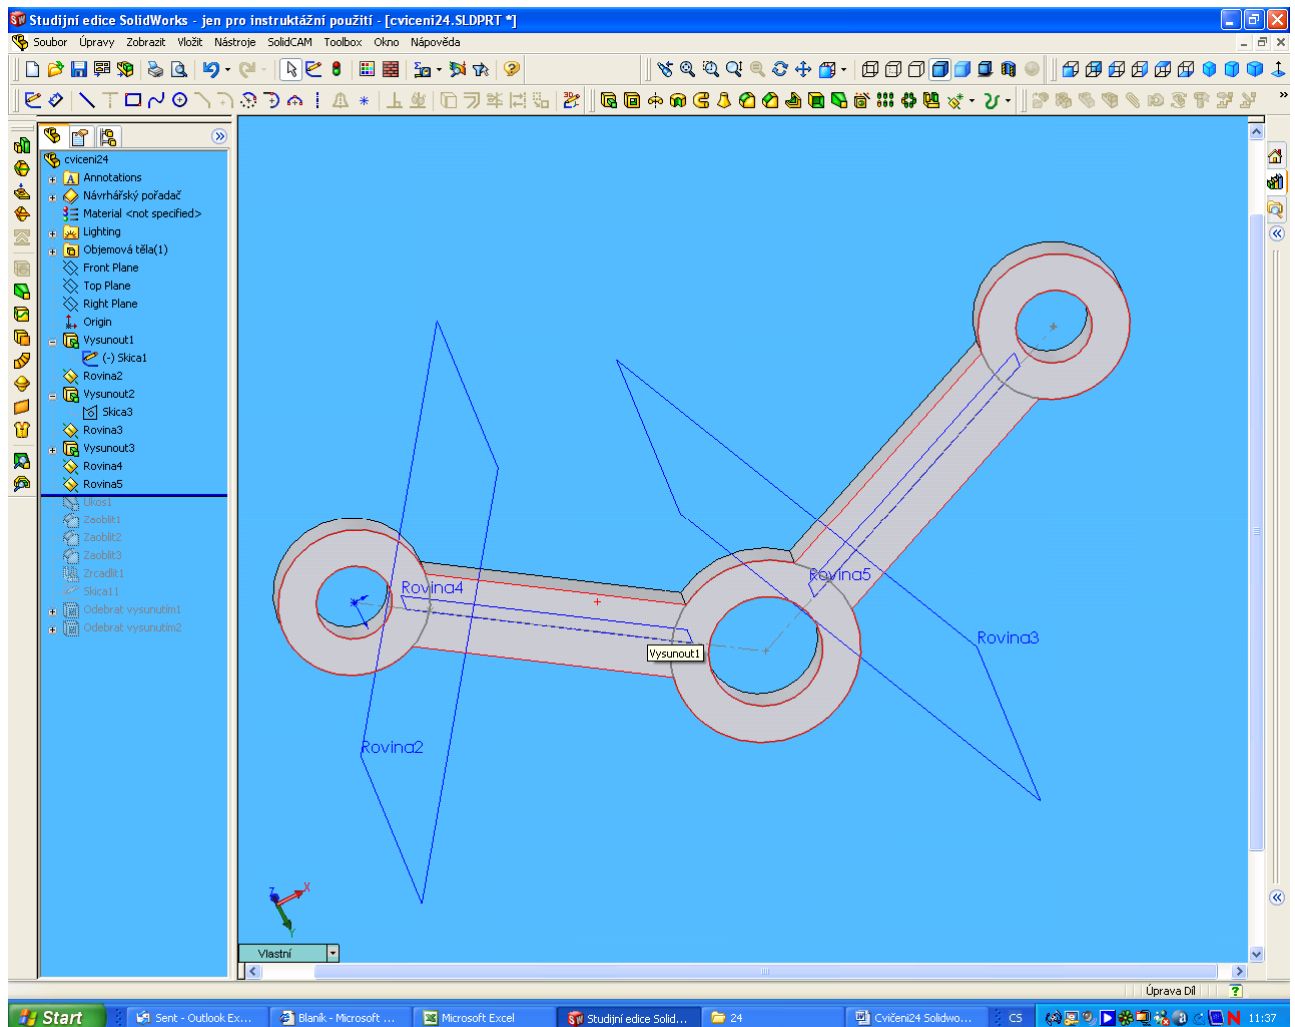 Studijní edice SolidWorks - jen pro instruktážní použití - [cviceni24.SLDPRT *]
Soubor Úpravy Zobrazit Vložit Nástroje SolidCAM Toolbox Okno Nápověda
cviceni24
Annotations
Návrhářský pořadač
Material <not specified>
Lighting
Objemová těla(1)
Front Plane
Top Plane
Right Plane
Origin
Vysunout1
(-) Skica1
Rovina2
Vysunout2
Skica3
Rovina3
Vysunout3
Rovina4
Rovina5
Úkos1
Zaoblit1
Zaoblit2
Zaoblit3
Zrcadlit1
Skica11
Odebrat vysunutím1
Odebrat vysunutím2
Rovina4
Rovina5
Rovina3
Vysunout1
Rovina2
Z X
Y
Vlastní
Úprava Díl
Start Sent - Outlook Ex... Blaník - Microsoft ... Microsoft Excel Studijní edice Solid... 24 Cvičení24 Solidwo... CS 11:37